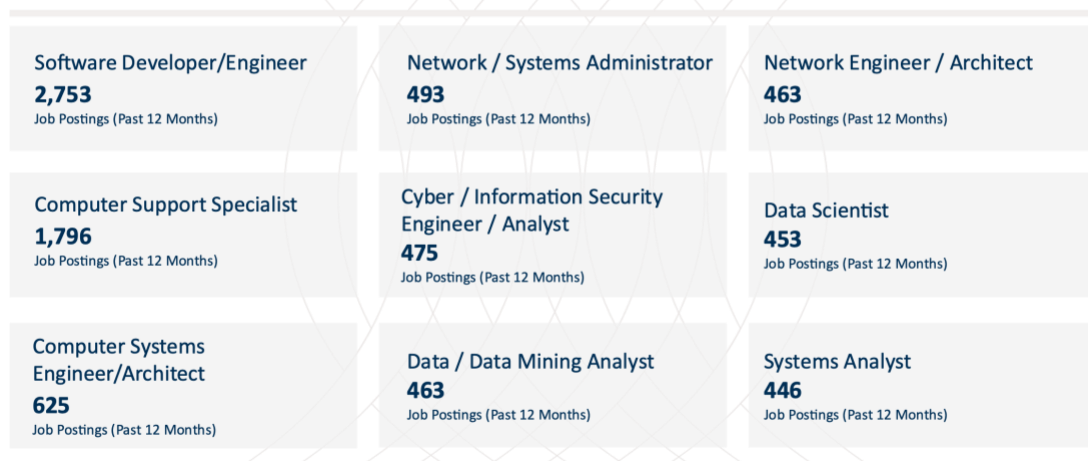 Software Developer/Engineer
2,753
Job Postings (Past 12 Months)
Network / Systems Administrator
493
Job Postings (Past 12 Months)
Network Engineer / Architect
463
Job Postings (Past 12 Months)
Computer Support Specialist
1,796
Job Postings (Past 12 Months)
Cyber / Information Security
Engineer / Analyst
475
Job Postings (Past 12 Months)
Data Scientist
453
Job Postings (Past 12 Months)
Computer Systems
Engineer/Architect
625
Job Postings (Past 12 Months)
Data / Data Mining Analyst
463
Job Postings (Past 12 Months)
Systems Analyst
446
Job Postings (Past 12 Months)